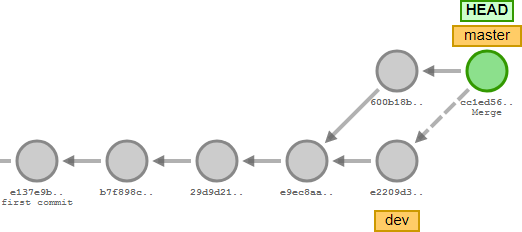 HEAD
master
600b18b..
cc1ed56..
Merge
e137e9b..
first commit
b7f898c..
29d9d21..
e9ec8aa..
e2209d3..
dev